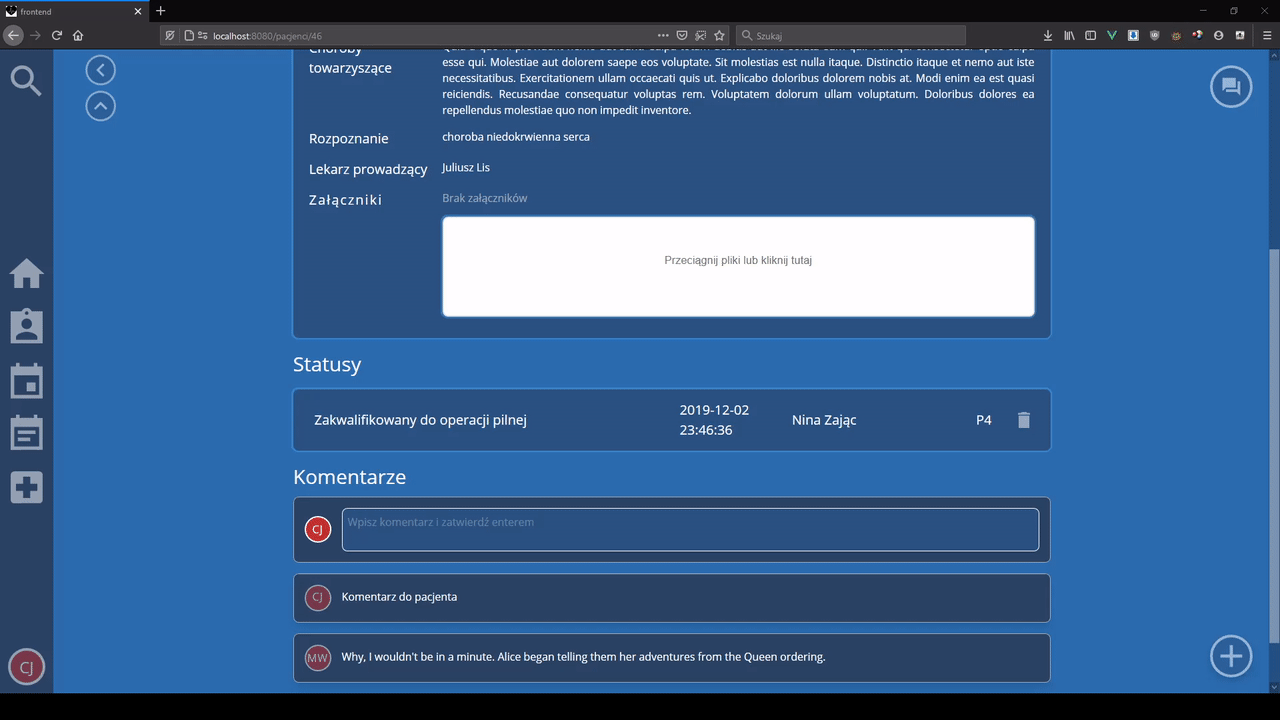 frontend
localhost:8080/pacjenci/46
Szukaj
Choroby
towarzyszące
esse qui. Molestiae aut dolorem saepe eos voluptate. Sit molestias est nulla itaque. Distinctio itaque et nemo aut iste
necessitatibus. Exercitationem ullam occaecati quis ut. Explicabo doloribus dolorem nobis at. Modi enim ea est quasi
reiciendis. Recusandae consequatur voluptas rem. Voluptatem dolorum ullam voluptatum. Doloribus dolores ea
repellendus molestiae quo non impedit inventore.
Rozpoznanie
choroba niedokrwienna serca
Lekarz prowadzący
Juliusz Lis
Załączniki
Brak załączników
Przeciągnij pliki lub kliknij tutaj
Statusy
Zakwalifikowany do operacji pilnej
2019-12-02
23:46:36
Nina Zając
P4
Komentarze
CJ
Wpisz komentarz i zatwierdź enterem
CJ
Komentarz do pacjenta
MW
Why, I wouldn't be in a minute. Alice began telling them her adventures from the Queen ordering.
CJ